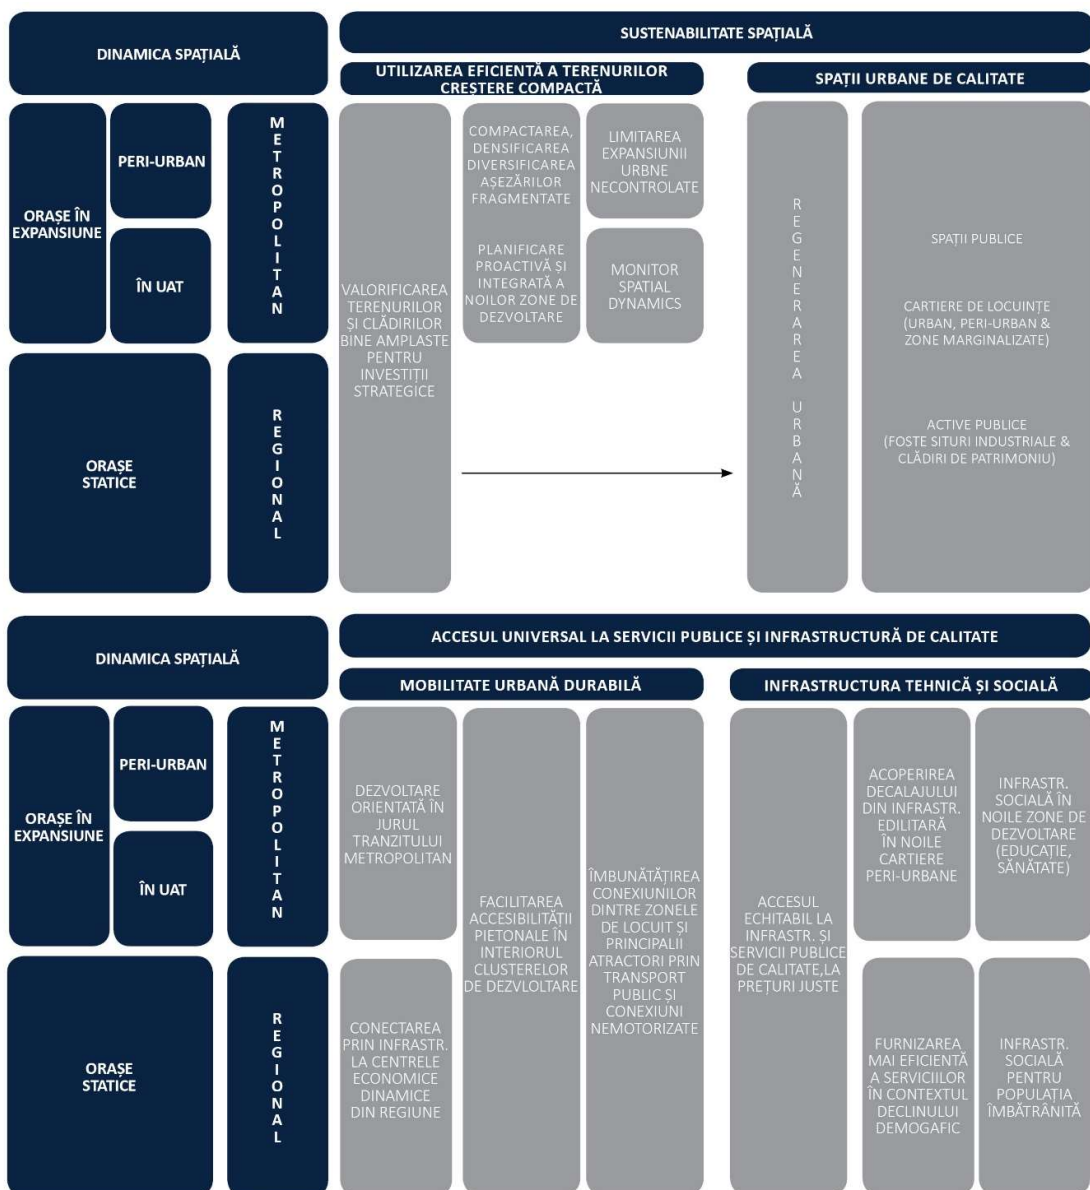 DINAMICA SPAȚIALĂ
SUSTENABILITATE SPAȚIALĂ
UTILIZAREA EFICIENTĂ A TERENURILOR
CREȘTERE COMPACTĂ
SPAȚII URBANE DE CALITATE
ORAȘE ÎN
EXPANSIUNE
PERI-URBAN
ÎN UAT
METROPOLITAN
ORAȘE
STATICE
REGIONAL
VALORIFICAREA
TERENURILOR
ȘI CLĂDIRILOR
BINE AMPLASTE
PENTRU
INVESTIȚII
STRATEGICE
COMPACTAREA,
DENSIFICAREA
DIVERSIFICAREA
AȘEZĂRILOR
FRAGMENTATE
PLANIFICARE
PROACTIVĂ ȘI
INTEGRATĂ A
NOILOR ZONE DE
DEZVOLTARE
LIMITAREA
EXPANSIUNII
URBNE
NECONTROLATE
MONITOR
SPATIAL
DYNAMICS
REGENERAREA URBANĂ
SPAȚII PUBLICE
CARTIERE DE LOCUINȚE
(URBAN, PERI-URBAN &
ZONE MARGINALIZATE)
ACTIVE PUBLICE
(FOSTE SITURI INDUSTRIALE &
CLĂDIRI DE PATRIMONIU)
DINAMICA SPAȚIALĂ
ACCESUL UNIVERSAL LA SERVICII PUBLICE ȘI INFRASTRUCTURĂ DE CALITATE
MOBILITATE URBANĂ DURABILĂ
INFRASTRUCTURA TEHNICĂ ȘI SOCIALĂ
ORAȘE ÎN
EXPANSIUNE
PERI-URBAN
ÎN UAT
METROPOLITAN
ORAȘE
STATICE
REGIONAL
DEZVOLTARE
ORIENTATĂ ÎN
JURUL
TRANZITULUI
METROPOLITAN
CONECTAREA
PRIN INFRASTR.
LA CENTRELE
ECONOMICE
DINAMICE
DIN REGIUNE
FACILITAREA
ACCESIBILITĂȚII
PIETONALE ÎN
INTERIORUL
CLUSTERELOR
DE DEZVLOLTARE
ÎMBUNĂTĂȚIREA
CONEXIUNILOR
DINTRE ZONELE
DE LOCUIT ȘI
PRINCIPALII
ATRACTORI PRIN
TRANSPORT
PUBLIC ȘI
CONEXIUNI
NEMOTORIZATE
ACCESUL
ECHITABIL LA
INFRASTR. ȘI
SERVICII PUBLICE
DE CALITATE,LA
PREȚURI JUSTE
ACOPERIREA
DECALAJULUI
DIN INFRASTR.
EDILITARĂ
ÎN NOILE
CARTIERE
PERI-URBANE
INFRASTR.
SOCIALĂ ÎN
NOILE ZONE DE
DEZVOLTARE
(EDUCAȚIE,
SĂNĂTATE)
FURNIZAREA
MAI EFICIENTĂ
A SERVICIILOR
ÎN CONTEXTUL
DECLINULUI
DEMOGAFIC
INFRASTR.
SOCIALĂ
PENTRU
POPULAȚIA
ÎMBĂTRÂNITĂ